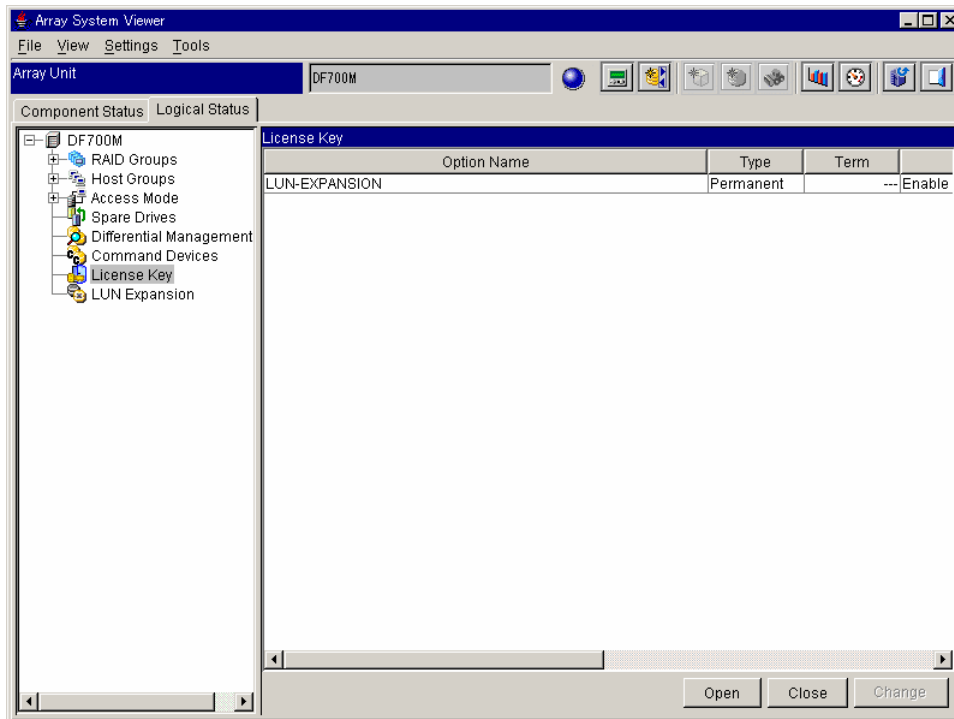 Array System Viewer
File View Settings Tools
Array Unit DF700M
Component Status Logical Status
DF700M
RAID Groups
Host Groups
Access Mode
Spare Drives
Differential Management
Command Devices
License Key
LUN Expansion
License Key
Option Name Type Term
LUN-EXPANSION Permanent --- Enable
Open Close Change